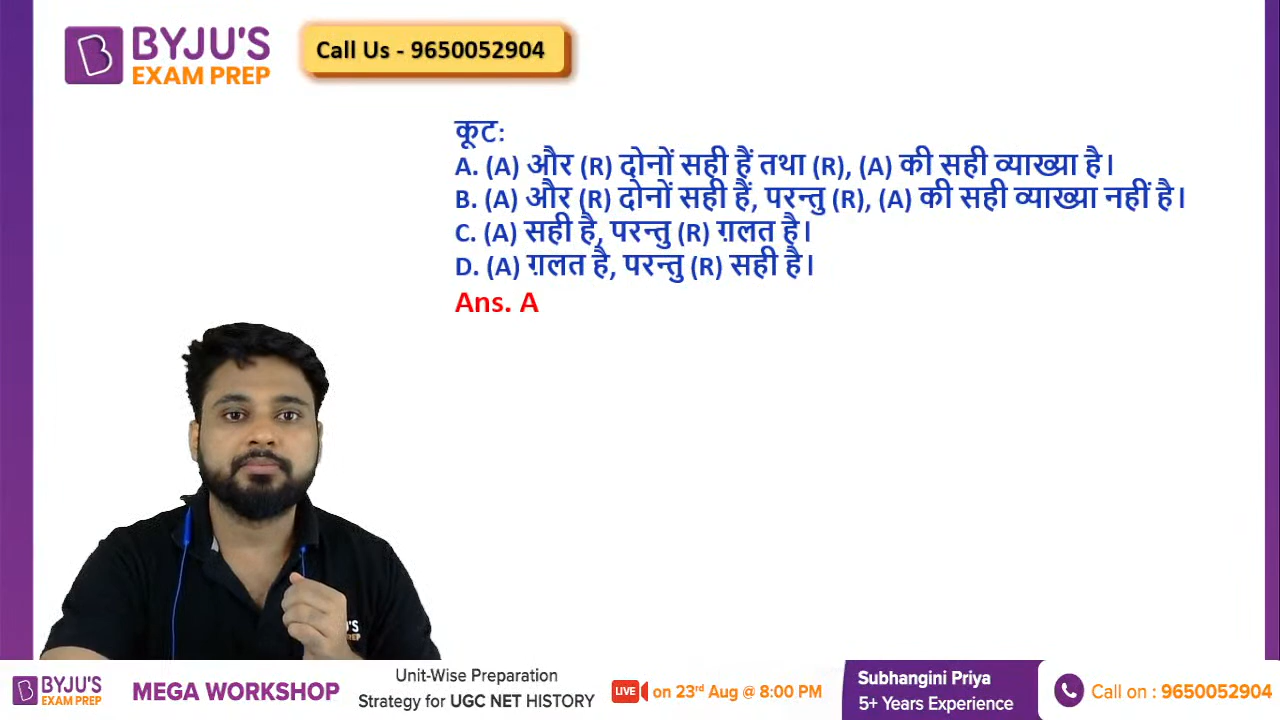 BYJU'S
EXAM PREP
Call Us - 9650052904
कूटः
A. (A) और (R) दोनों सही हैं तथा (R), (A) की सही व्याख्या है।
B. (A) और (R) दोनों सही हैं, परन्तु (R), (A) की सही व्याख्या नहीं है।
C. (A) सही है, परन्तु (R) ग़लत है।
D. (A) ग़लत है, परन्तु (R) सही है।
Ans. A
BYJU'S
EXAM PREP
MEGA WORKSHOP
Unit-Wise Preparation
Strategy for UGC NET HISTORY
LIVE on 23rd Aug @ 8:00 PM
Subhangini Priya
5+ Years Experience
Call on : 9650052904